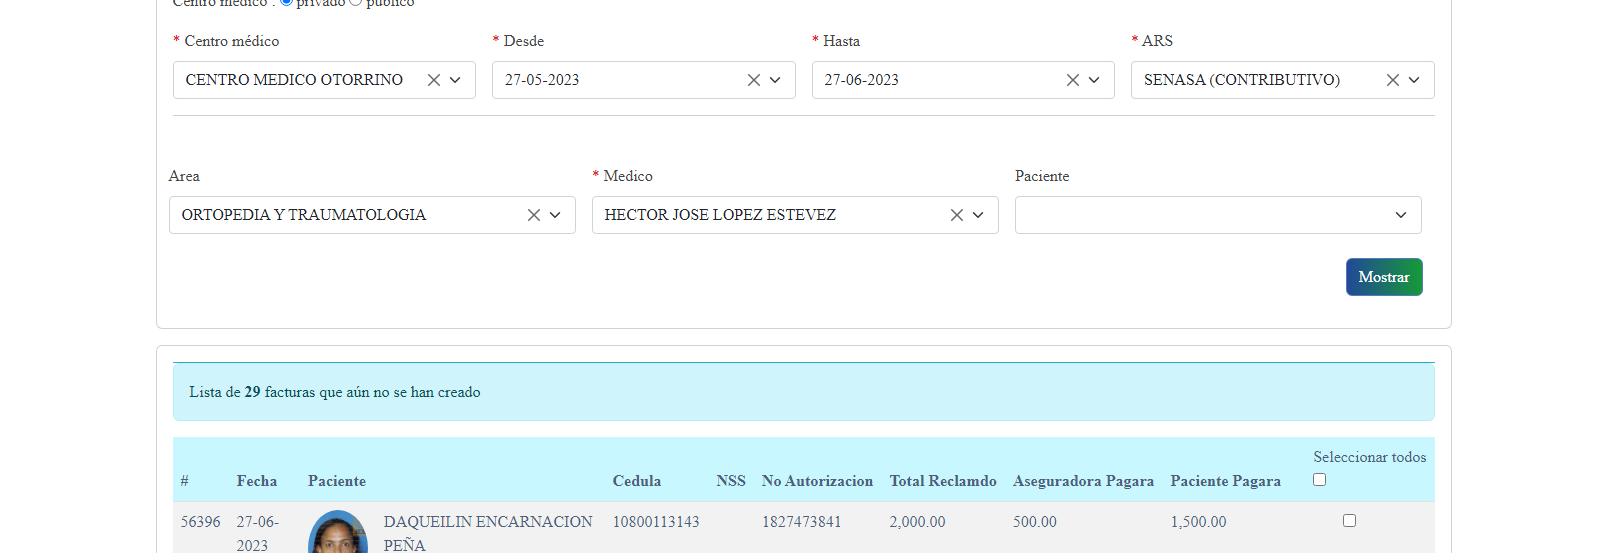 Centro médico : privado publico
* Centro médico * Desde * Hasta * ARS
CENTRO MEDICO OTORRINO 27-05-2023 27-06-2023 SENASA (CONTRIBUTIVO)
Area * Medico Paciente
ORTOPEDIA Y TRAUMATOLOGIA HECTOR JOSE LOPEZ ESTEVEZ
Mostrar
Lista de 29 facturas que aún no se han creado
Seleccionar todos
# Fecha Paciente Cedula NSS No Autorizacion Total Reclamdo Aseguradora Pagara Paciente Pagara
56396 27-06- DAQUEILIN ENCARNACION 10800113143 1827473841 2,000.00 500.00 1,500.00
2023 PEÑA